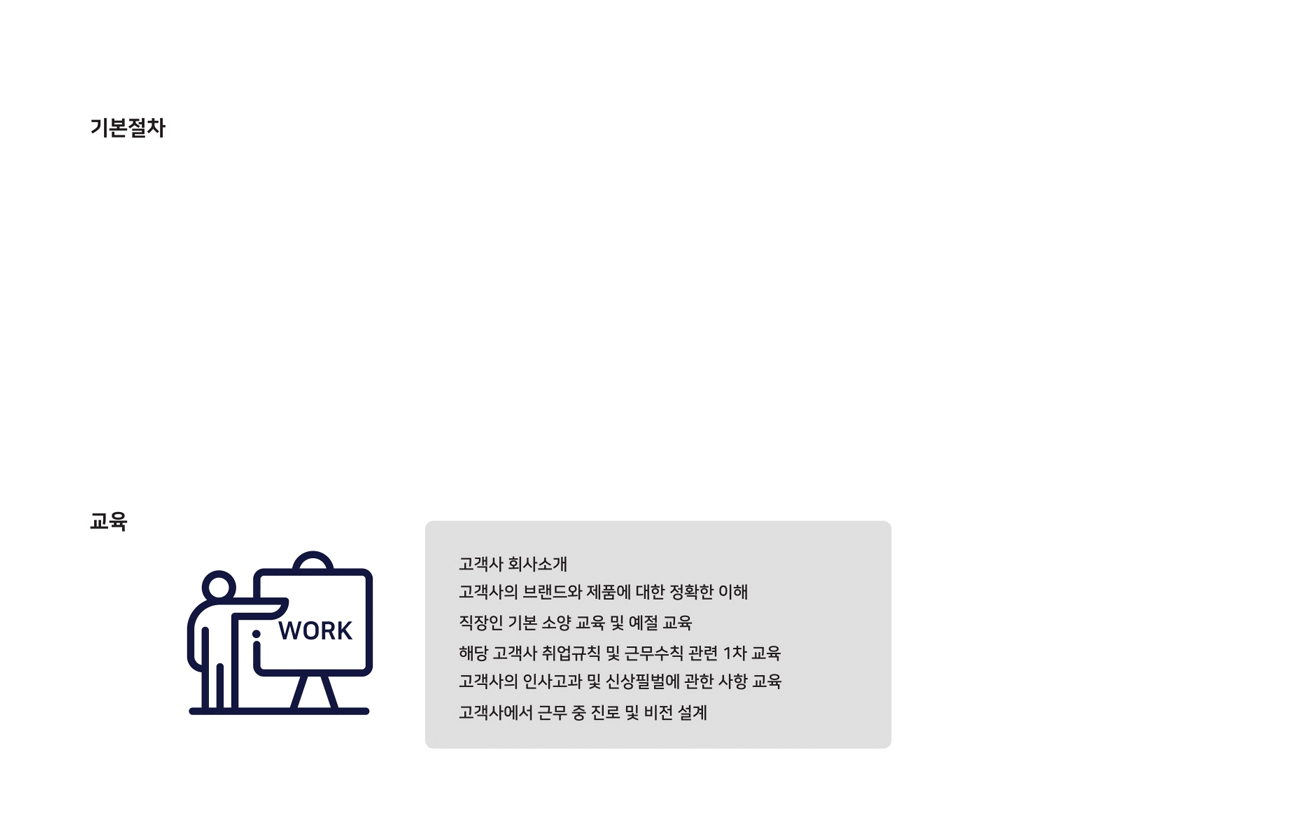 기본절차
교육
WORK
고객사 회사소개
고객사의 브랜드와 제품에 대한 정확한 이해
직장인 기본 소양 교육 및 예절 교육
해당 고객사 취업규칙 및 근무수칙 관련 1차 교육
고객사의 인사고과 및 신상필벌에 관한 사항 교육
고객사에서 근무 중 진로 및 비전 설계